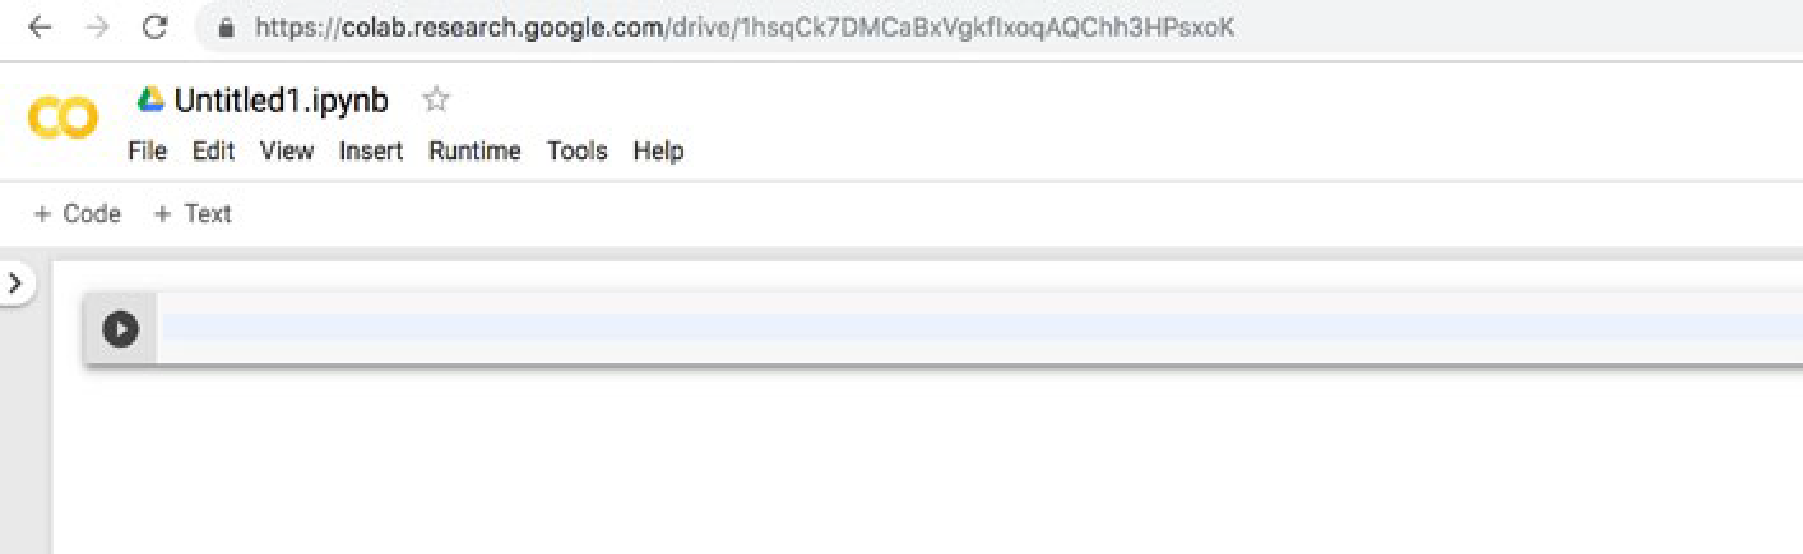 https://colab.research.google.com/drive/1hsqCk7DMCaBxVgkflxoqAQChh3HPsxoK
CO
Untitled1.ipynb
File Edit View Insert Runtime Tools Help
+ Code + Text